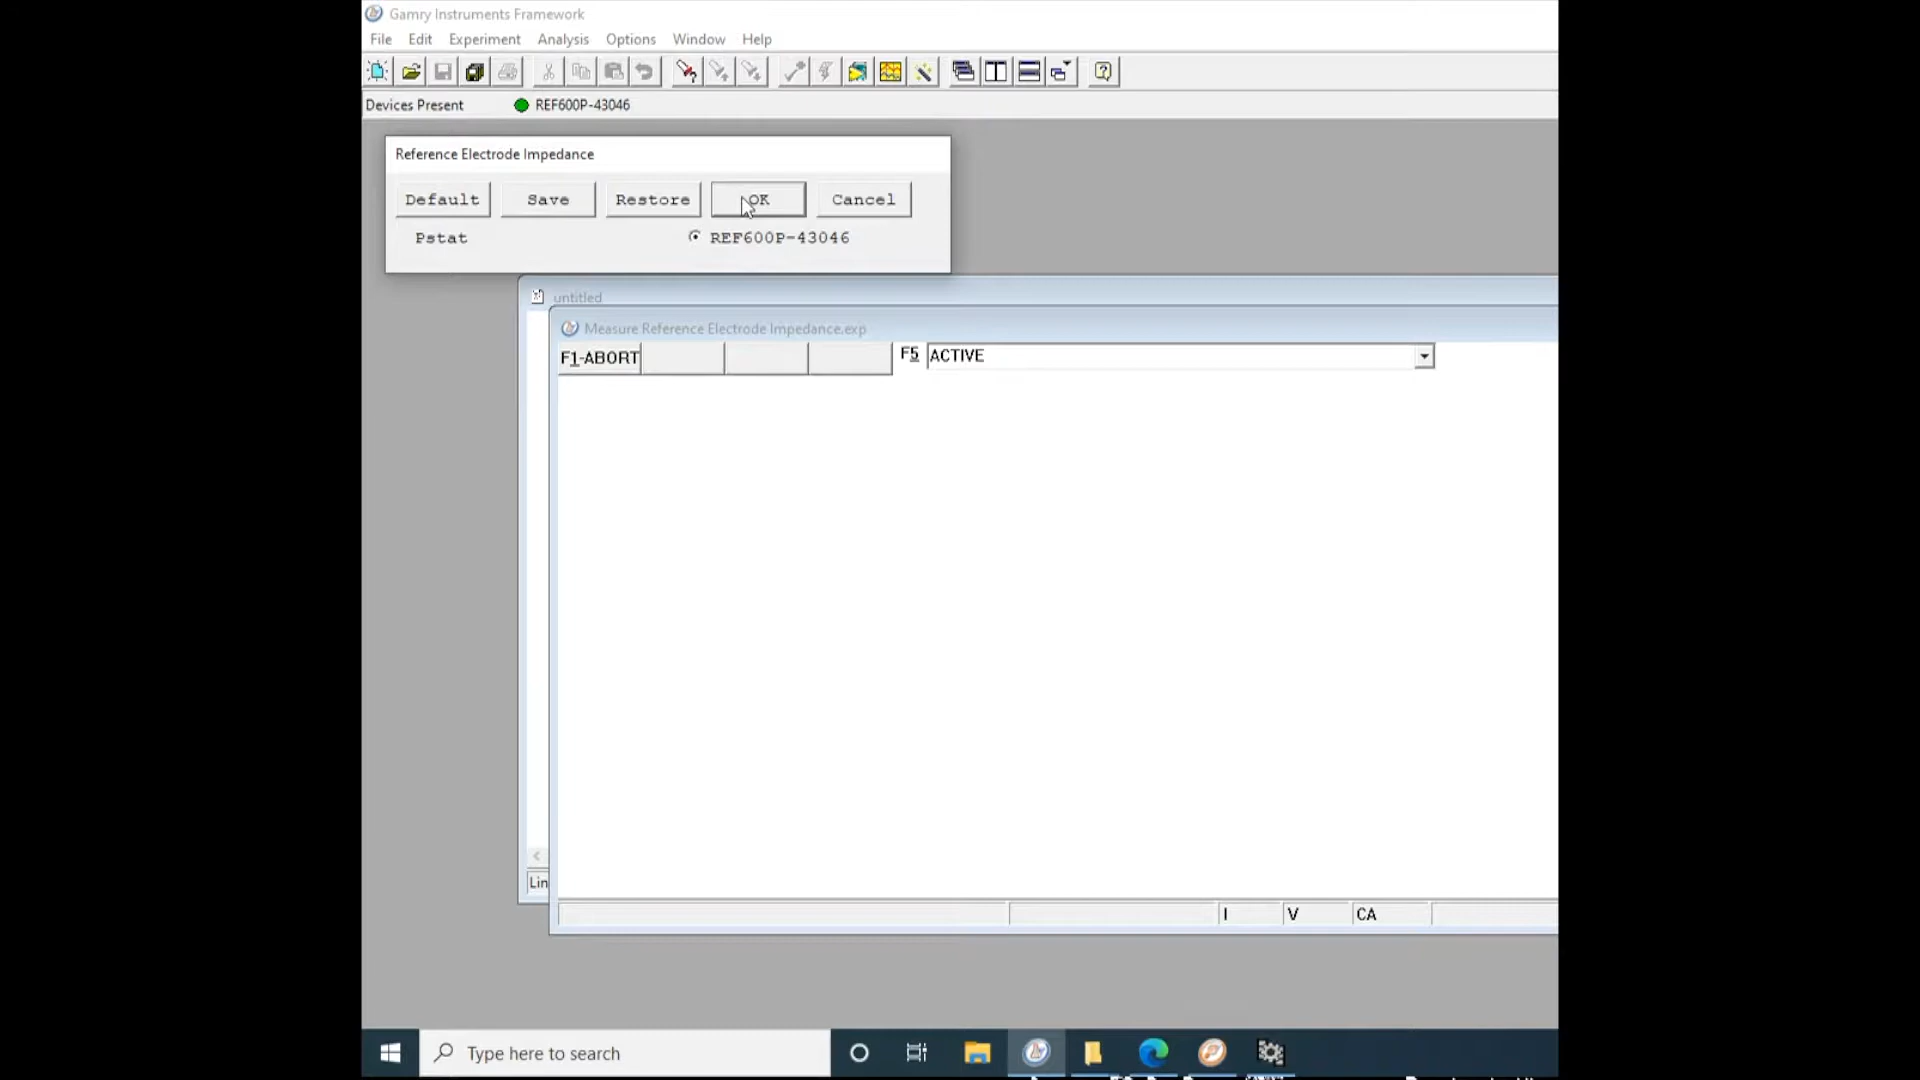 Gamry Instruments Framework
File Edit Experiment Analysis Options Window Help
Devices Present REF600P-43046
Reference Electrode Impedance
Default Save Restore OK Cancel
Pstat REF600P-43046
untitled
Measure Reference Electrode Impedance.exp
F1-ABORT F5 ACTIVE
Lin
I V CA
Type here to search